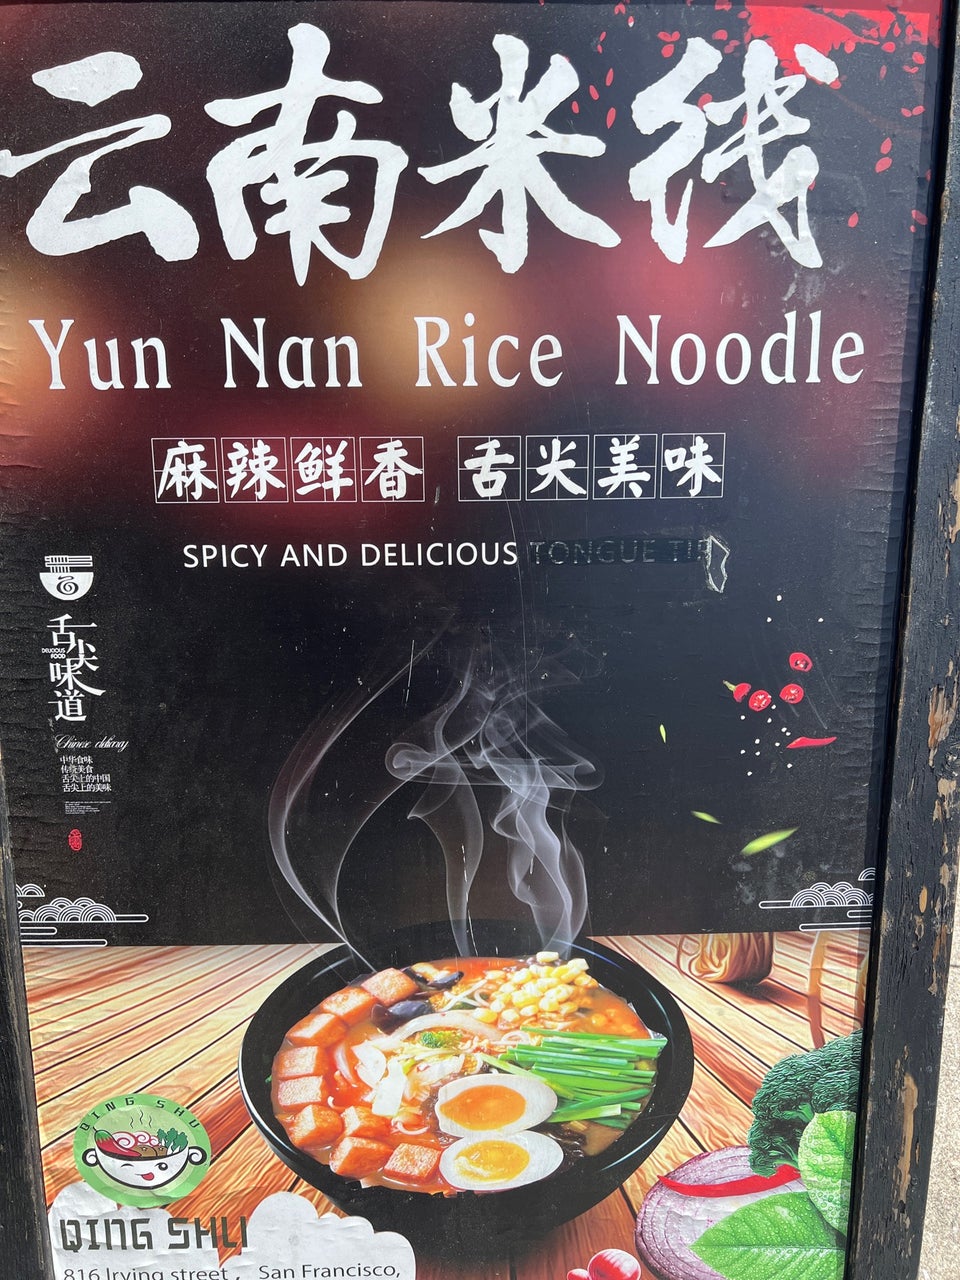 云南米线
Yun Nan Rice Noodle
麻辣鲜香 舌尖美味
SPICY AND DELICIOUS TONGUE TIP
舌尖味道
DELICIOUS
FOOD
Chinese delicacy
中华食味
传统美食
舌尖上的中国
舌尖上的美味
QING SHU
QING SHU
816 Irving street , San Francisco,